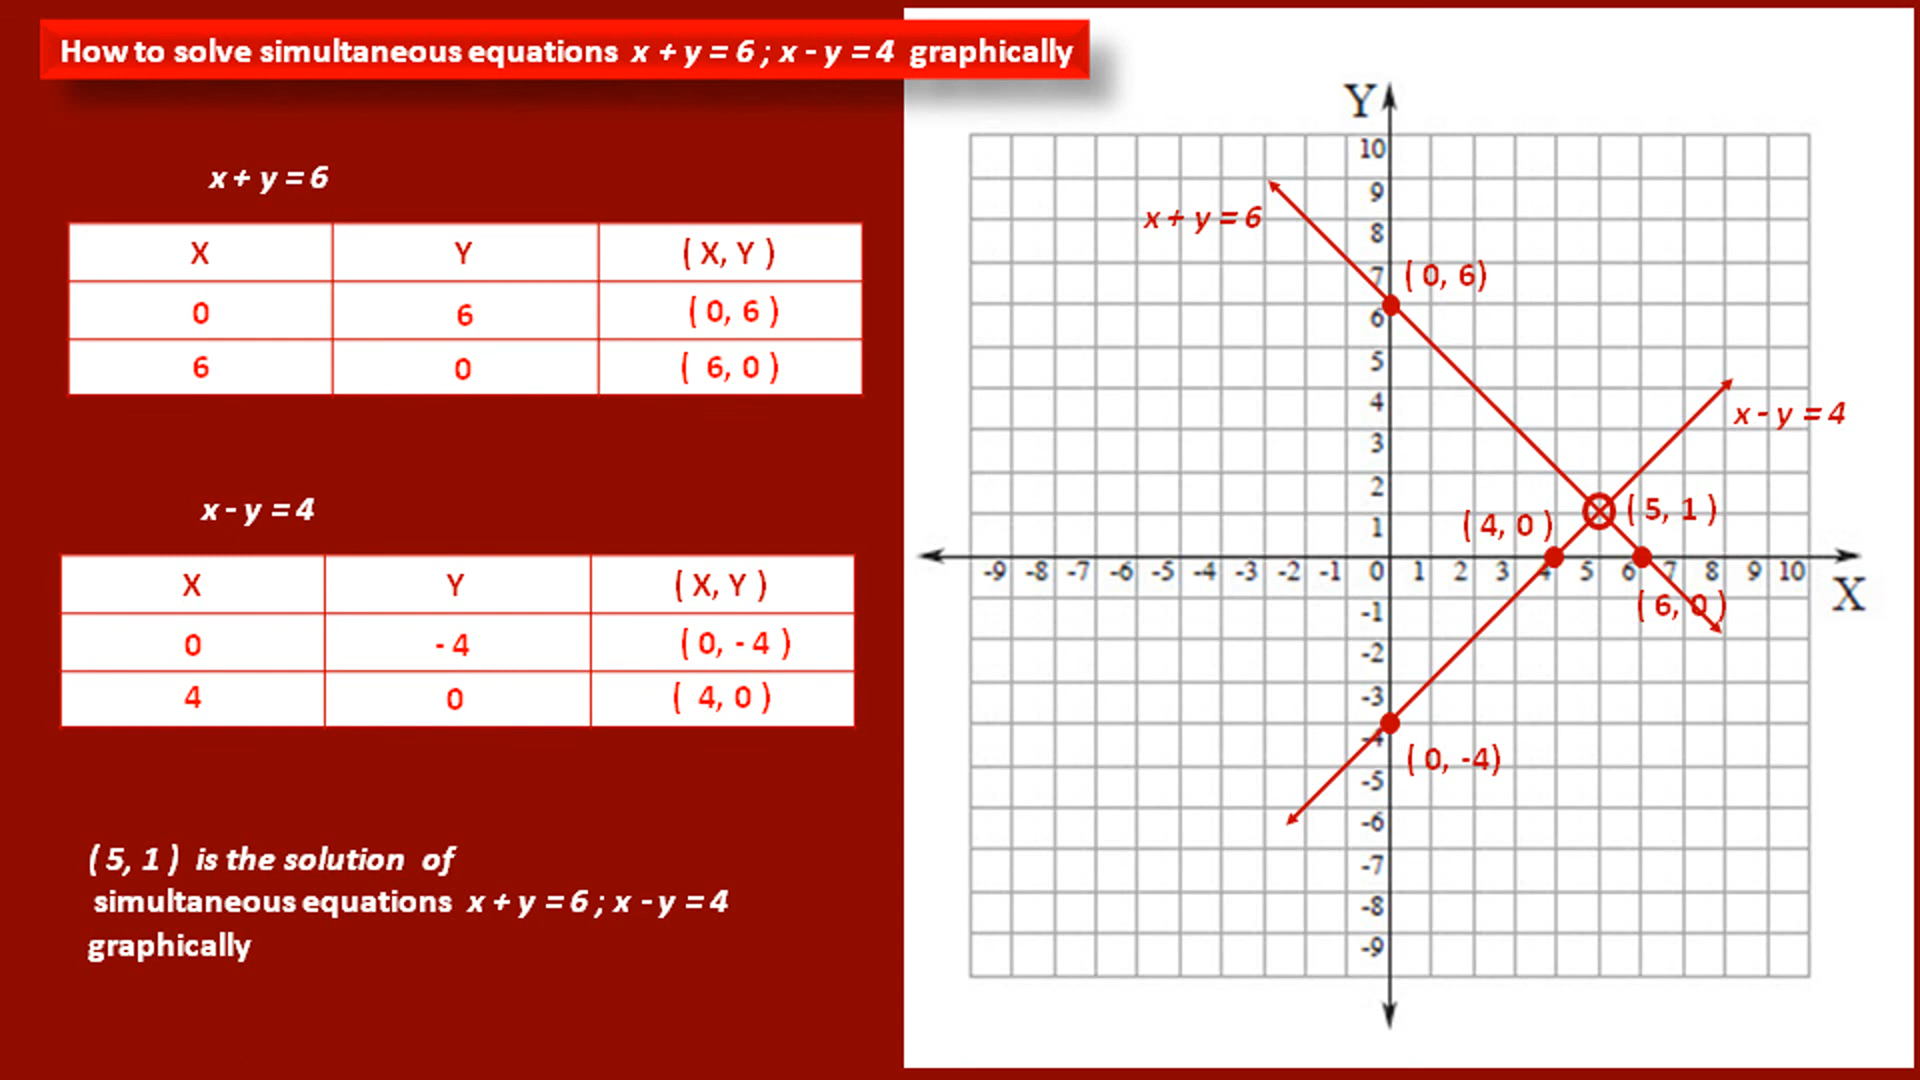 How to solve simultaneous equations x + y = 6 ; x - y = 4 graphically
x + y = 6
X Y ( X, Y )
0 6 ( 0, 6 )
6 0 ( 6, 0 )
x - y = 4
X Y ( X, Y )
0 - 4 ( 0, - 4 )
4 0 ( 4, 0 )
( 5, 1 ) is the solution of
simultaneous equations x + y = 6 ; x - y = 4
graphically
Y
10
9
x + y = 6
8
7 ( 0, 6)
6
5
4 x - y = 4
3
2
1 ( 4, 0 ) ( 5, 1 )
-9 -8 -7 -6 -5 -4 -3 -2 -1 0 1 2 3 4 5 6 7 8 9 10
X
-1 ( 6, 0 )
-2
-3
-4
( 0, -4)
-5
-6
-7
-8
-9